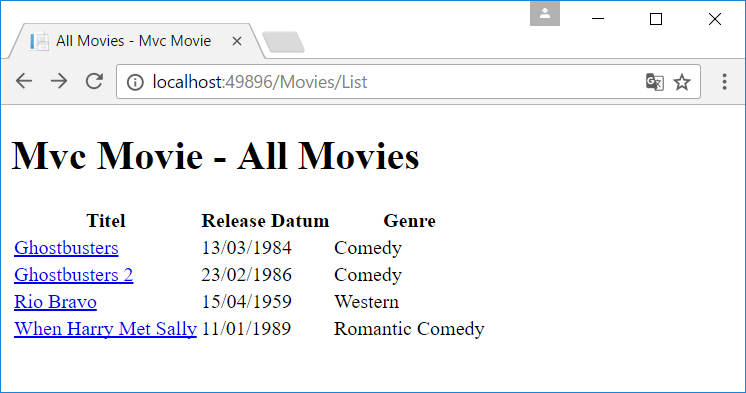 All Movies - Mvc Movie
localhost:49896/Movies/List
Mvc Movie - All Movies
Titel Release Datum Genre
Ghostbusters 13/03/1984 Comedy
Ghostbusters 2 23/02/1986 Comedy
Rio Bravo 15/04/1959 Western
When Harry Met Sally 11/01/1989 Romantic Comedy